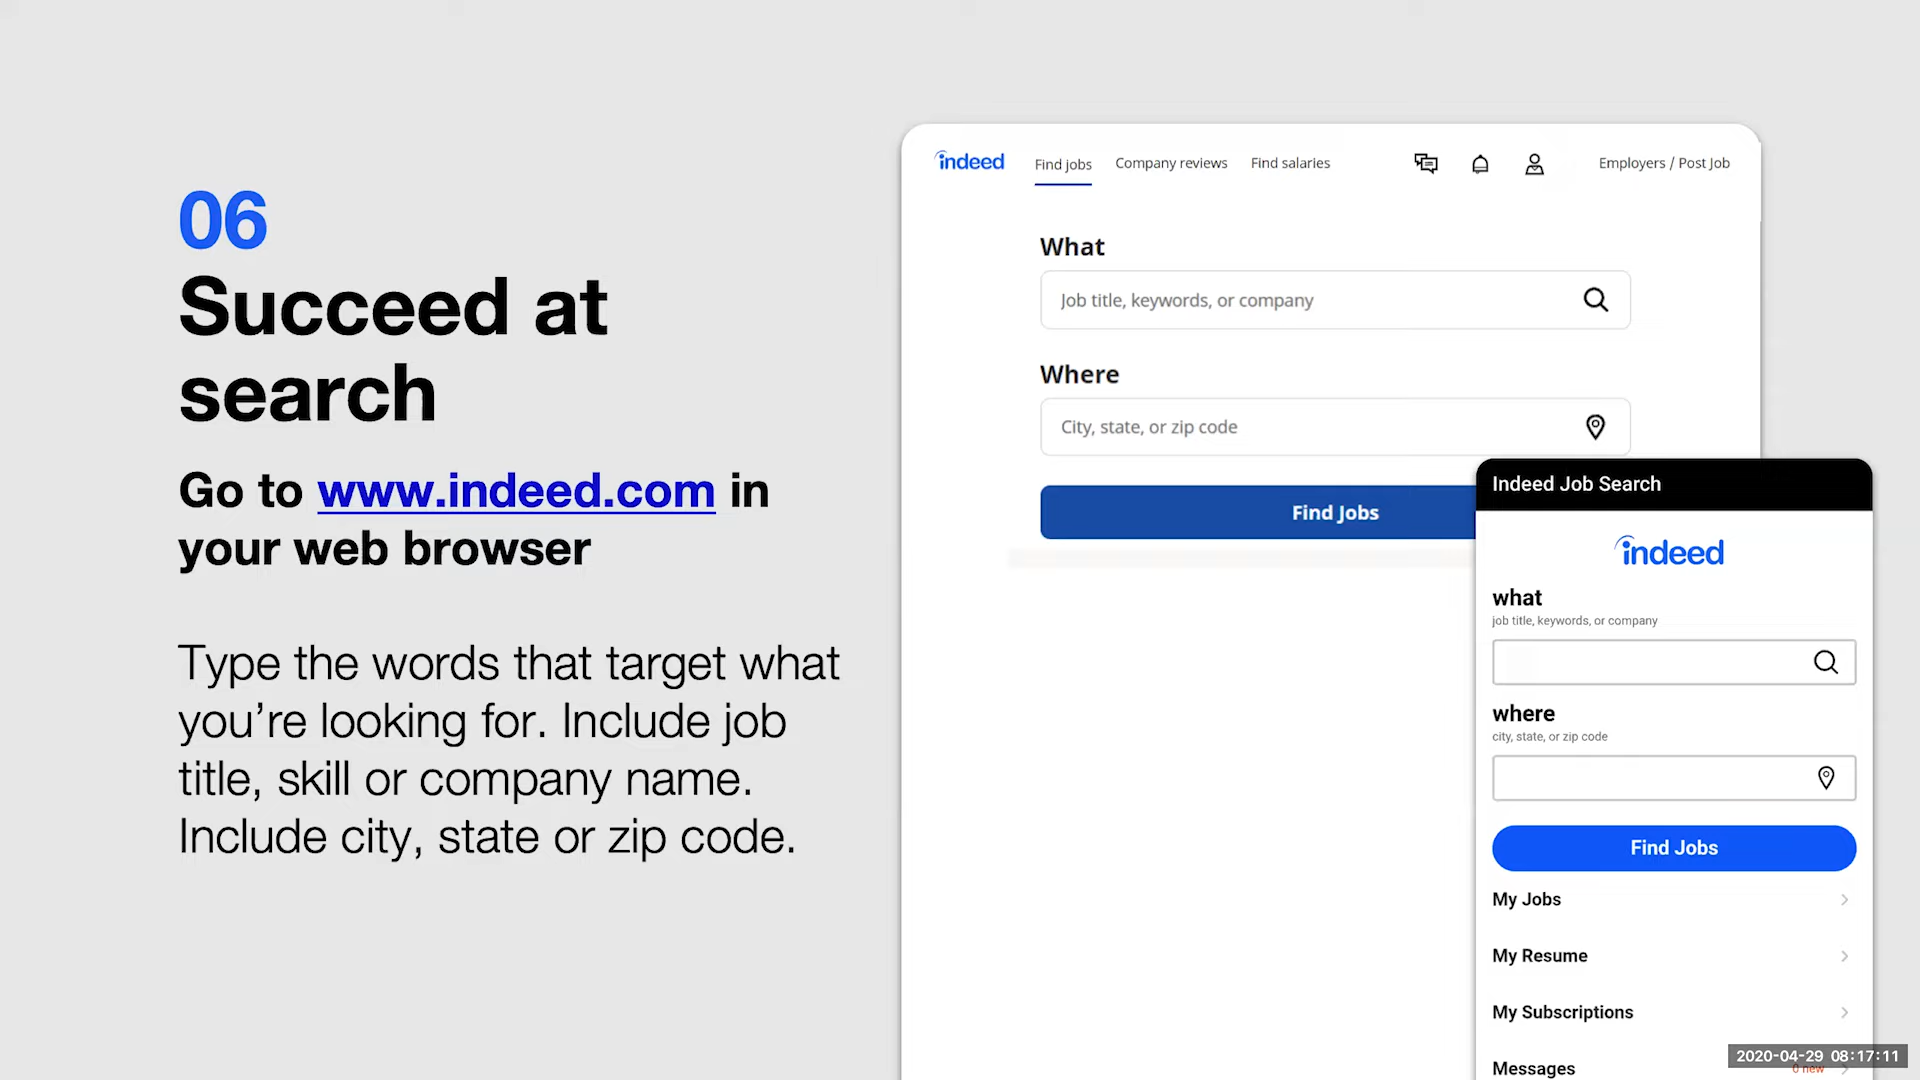 06
Succeed at
search
Go to www.indeed.com in
your web browser
Type the words that target what
you’re looking for. Include job
title, skill or company name.
Include city, state or zip code.
indeed Find jobs Company reviews Find salaries Employers / Post Job
What
Job title, keywords, or company
Where
City, state, or zip code
Find Jobs
Indeed Job Search
indeed
what
job title, keywords, or company
where
city, state, or zip code
Find Jobs
My Jobs
My Resume
My Subscriptions
Messages
0 new
2020-04-29 08:17:11